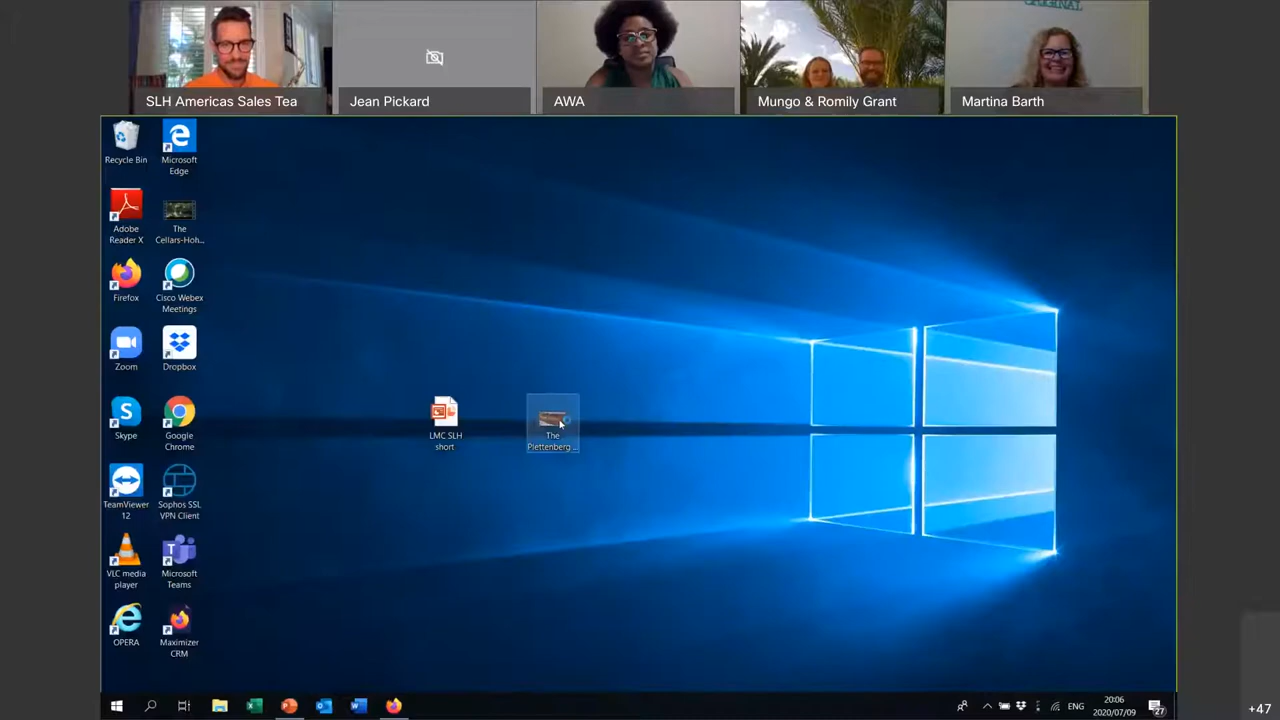 ORIGINAL
SLH Americas Sales Tea
Jean Pickard
AWA
Mungo & Romily Grant
Martina Barth
Recycle Bin
Microsoft
Edge
Adobe
Reader X
The
Cellars-Hoh...
Firefox
Cisco Webex
Meetings
Zoom
Dropbox
Skype
Google
Chrome
LMC SLH
short
The
Plettenberg ...
TeamViewer
12
Sophos SSL
VPN Client
VLC media
player
Microsoft
Teams
OPERA
Maximizer
CRM
ENG
20:06
2020/07/09
27
+47